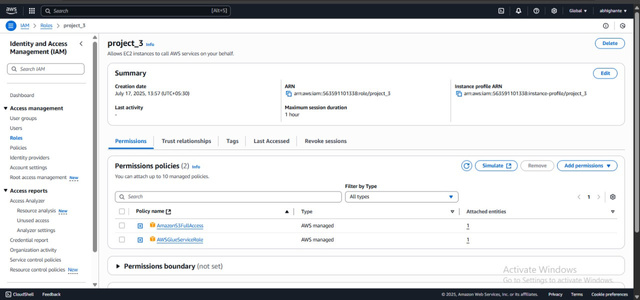 aws
Search
[Alt+S]
Global
abhighante
IAM > Roles > project_3
Identity and Access Management (IAM)
Search IAM
Dashboard
Access management
User groups
Users
Roles
Policies
Identity providers
Account settings
Root access management New
Access reports
Access Analyzer
Resource analysis New
Unused access
Analyzer settings
Credential report
Organization activity
Service control policies
Resource control policies New
project_3 Info
Delete
Allows EC2 instances to call AWS services on your behalf.
Summary
Edit
Creation date
July 17, 2025, 13:57 (UTC+05:30)
ARN
arn:aws:iam::563591101338:role/project_3
Instance profile ARN
arn:aws:iam::563591101338:instance-profile/project_3
Last activity
-
Maximum session duration
1 hour
Permissions
Trust relationships
Tags
Last Accessed
Revoke sessions
Permissions policies (2) Info
Simulate
Remove
Add permissions
You can attach up to 10 managed policies.
Filter by Type
Search
All types
1
Policy name
Type
Attached entities
AmazonS3FullAccess
AWS managed
1
AWSGlueServiceRole
AWS managed
1
Permissions boundary (not set)
Activate Windows
Go to Settings to activate Windows.
CloudShell
Feedback
© 2025, Amazon Web Services, Inc. or its affiliates.
Privacy
Terms
Cookie preferences